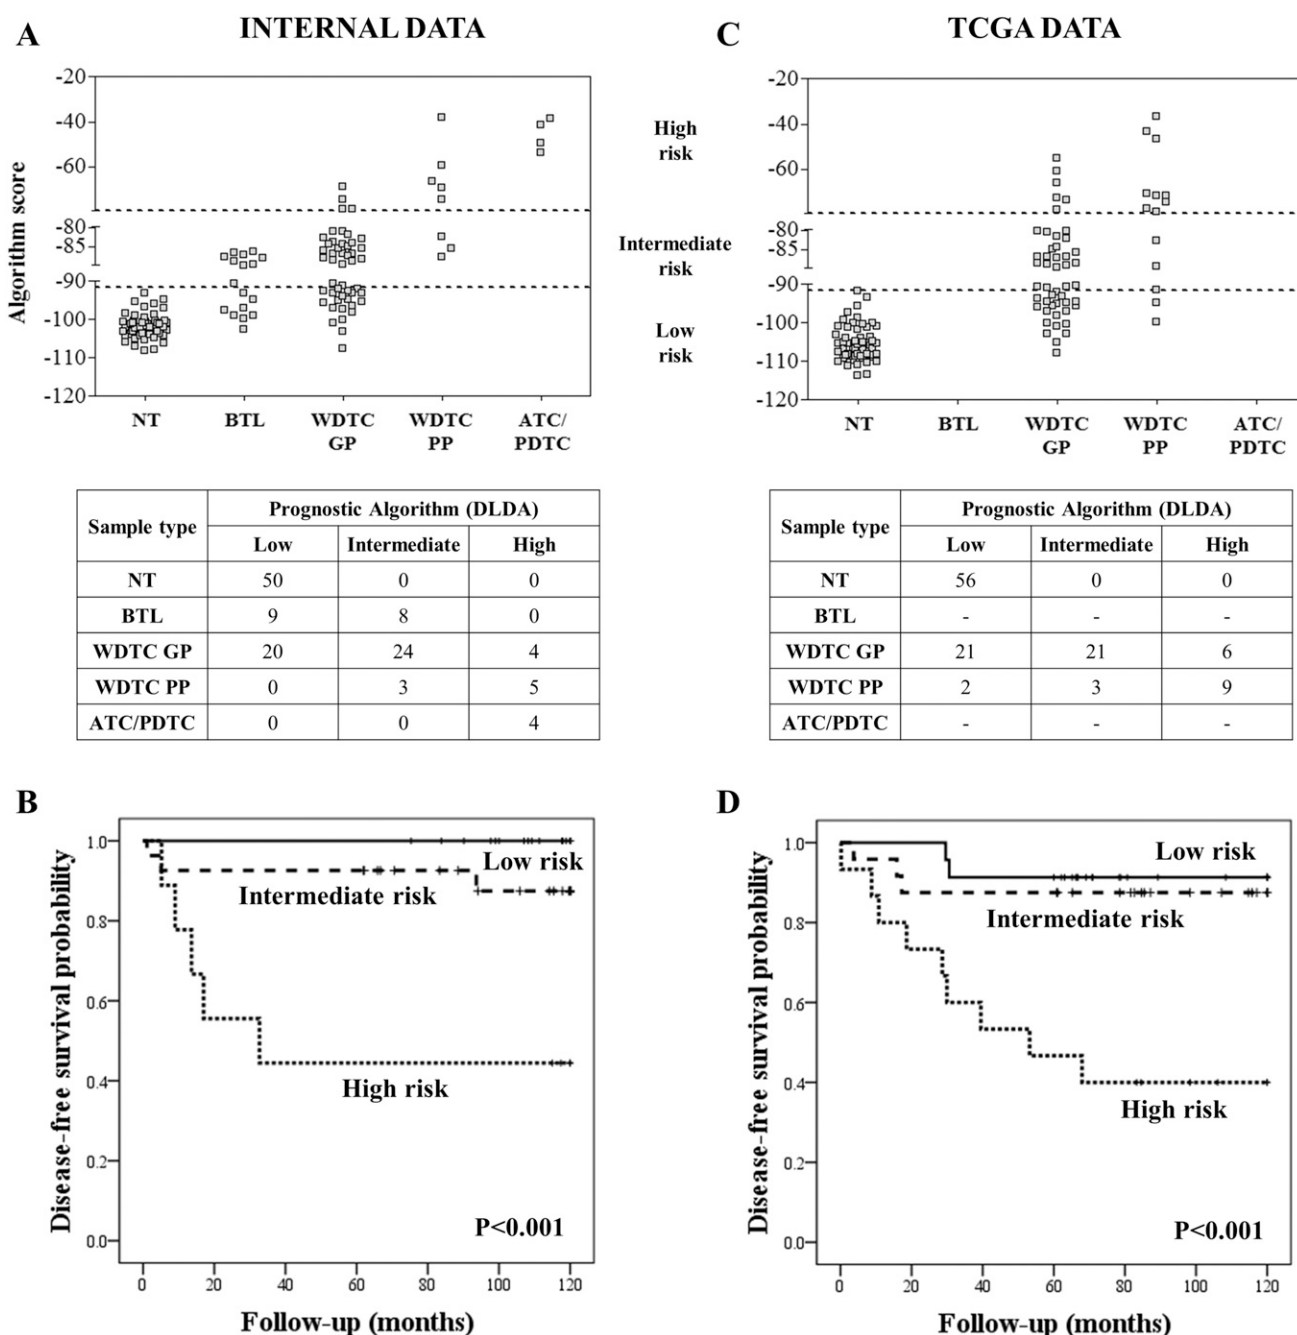 A
INTERNAL DATA
C
TCGA DATA
Algorithm score
-20
-40
-60
-80
-85
-90
-100
-110
-120
NT
BTL
WDTC GP
WDTC PP
ATC/ PDTC
High risk
Intermediate risk
Low risk
-20
-40
-60
-80
-85
-90
-100
-110
-120
NT
BTL
WDTC GP
WDTC PP
ATC/ PDTC
Sample type
Prognostic Algorithm (DLDA)
Low Intermediate High
NT 50 0 0
BTL 9 8 0
WDTC GP 20 24 4
WDTC PP 0 3 5
ATC/PDTC 0 0 4
Sample type
Prognostic Algorithm (DLDA)
Low Intermediate High
NT 56 0 0
BTL - - -
WDTC GP 21 21 6
WDTC PP 2 3 9
ATC/PDTC - - -
B
Disease-free survival probability
1.0
0.8
0.6
0.4
0.2
0.0
Low risk
Intermediate risk
High risk
P<0.001
0 20 40 60 80 100 120
Follow-up (months)
D
Disease-free survival probability
1.0
0.8
0.6
0.4
0.2
0.0
Low risk
Intermediate risk
High risk
P<0.001
0 20 40 60 80 100 120
Follow-up (months)